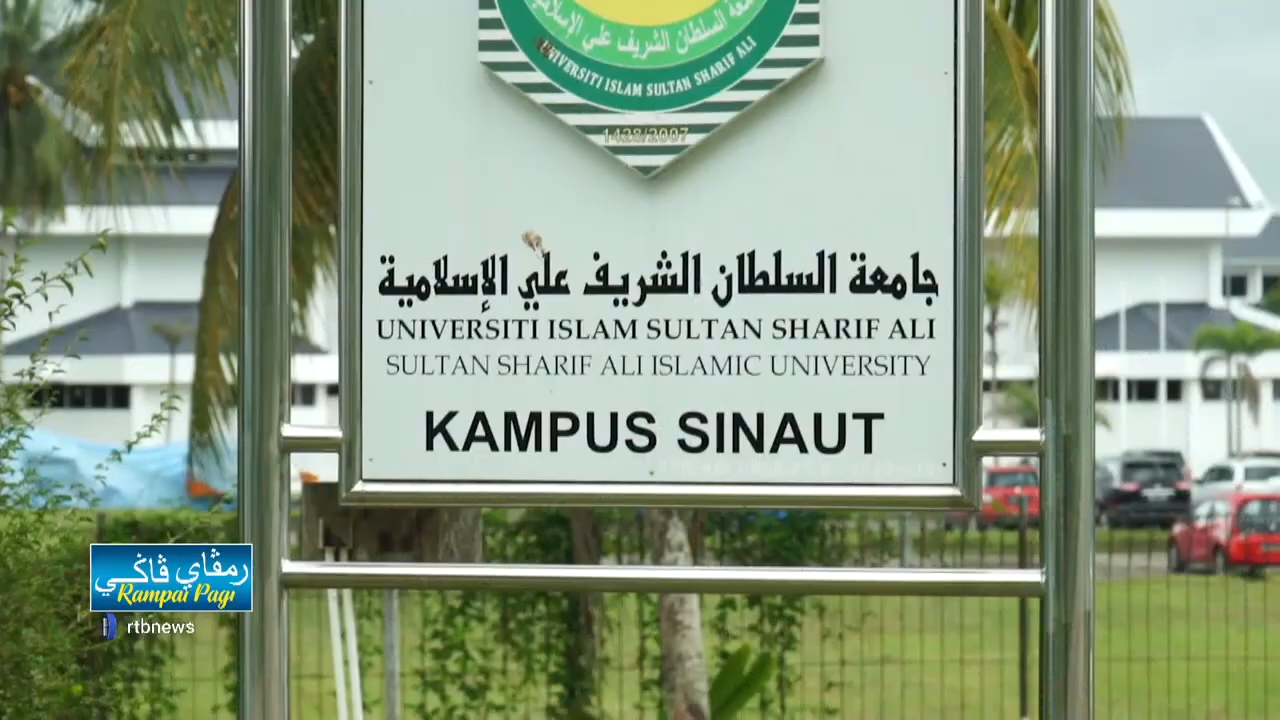 جامعة السلطان الشريف علي الإسلامية
UNIVERSITI ISLAM SULTAN SHARIF ALI
1428/2007
جامعة السلطان الشريف علي الإسلامية
UNIVERSITI ISLAM SULTAN SHARIF ALI
SULTAN SHARIF ALI ISLAMIC UNIVERSITY
KAMPUS SINAUT
رمڤاي ڤاݢي
Rampai Pagi
rtbnews